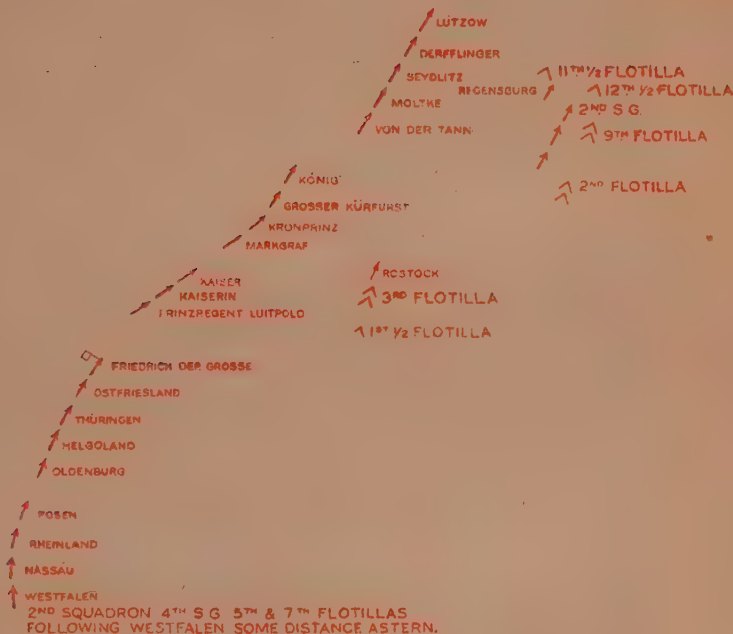 LUTZOW
DERFFLINGER
SEYDLITZ
MOLTKE
VON DER TANN
REGENSBURG
11TH ½ FLOTILLA
12TH ½ FLOTILLA
2ND S.G.
9TH FLOTILLA
2ND FLOTILLA
KÖNIG
GROSSER KÜRFURST
KRONPRINZ
MARKGRAF
KAISER
KAISERIN
PRINZREGENT LUITPOLD
ROSTOCK
3RD FLOTILLA
1ST ½ FLOTILLA
FRIEDRICH DER GROSSE
OSTFRIESLAND
THÜRINGEN
HELGOLAND
OLDENBURG
POSEN
RHEINLAND
NASSAU
WESTFALEN
2ND SQUADRON 4TH S G 5TH & 7TH FLOTILLAS
FOLLOWING WESTFALEN SOME DISTANCE ASTERN.